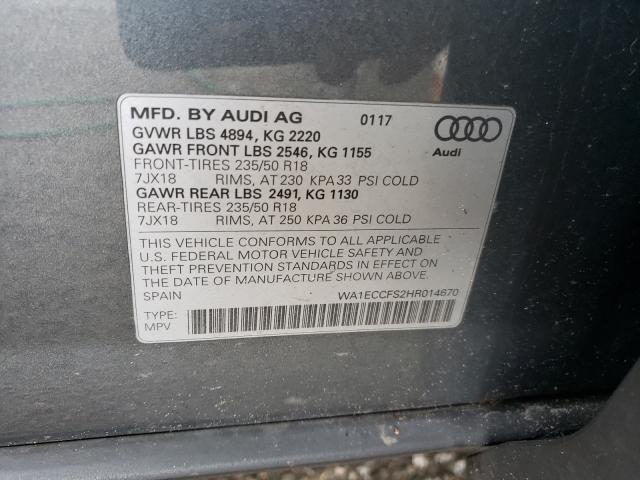 MFD. BY AUDI AG 0117
GVWR LBS 4894, KG 2220
GAWR FRONT LBS 2546, KG 1155
FRONT-TIRES 235/50 R18
7JX18 RIMS, AT 230 KPA 33 PSI COLD
GAWR REAR LBS 2491, KG 1130
REAR-TIRES 235/50 R18
7JX18 RIMS, AT 250 KPA 36 PSI COLD
Audi
THIS VEHICLE CONFORMS TO ALL APPLICABLE
U.S. FEDERAL MOTOR VEHICLE SAFETY AND
THEFT PREVENTION STANDARDS IN EFFECT ON
THE DATE OF MANUFACTURE SHOWN ABOVE.
SPAIN WA1ECCFS2HR014670
TYPE:
MPV